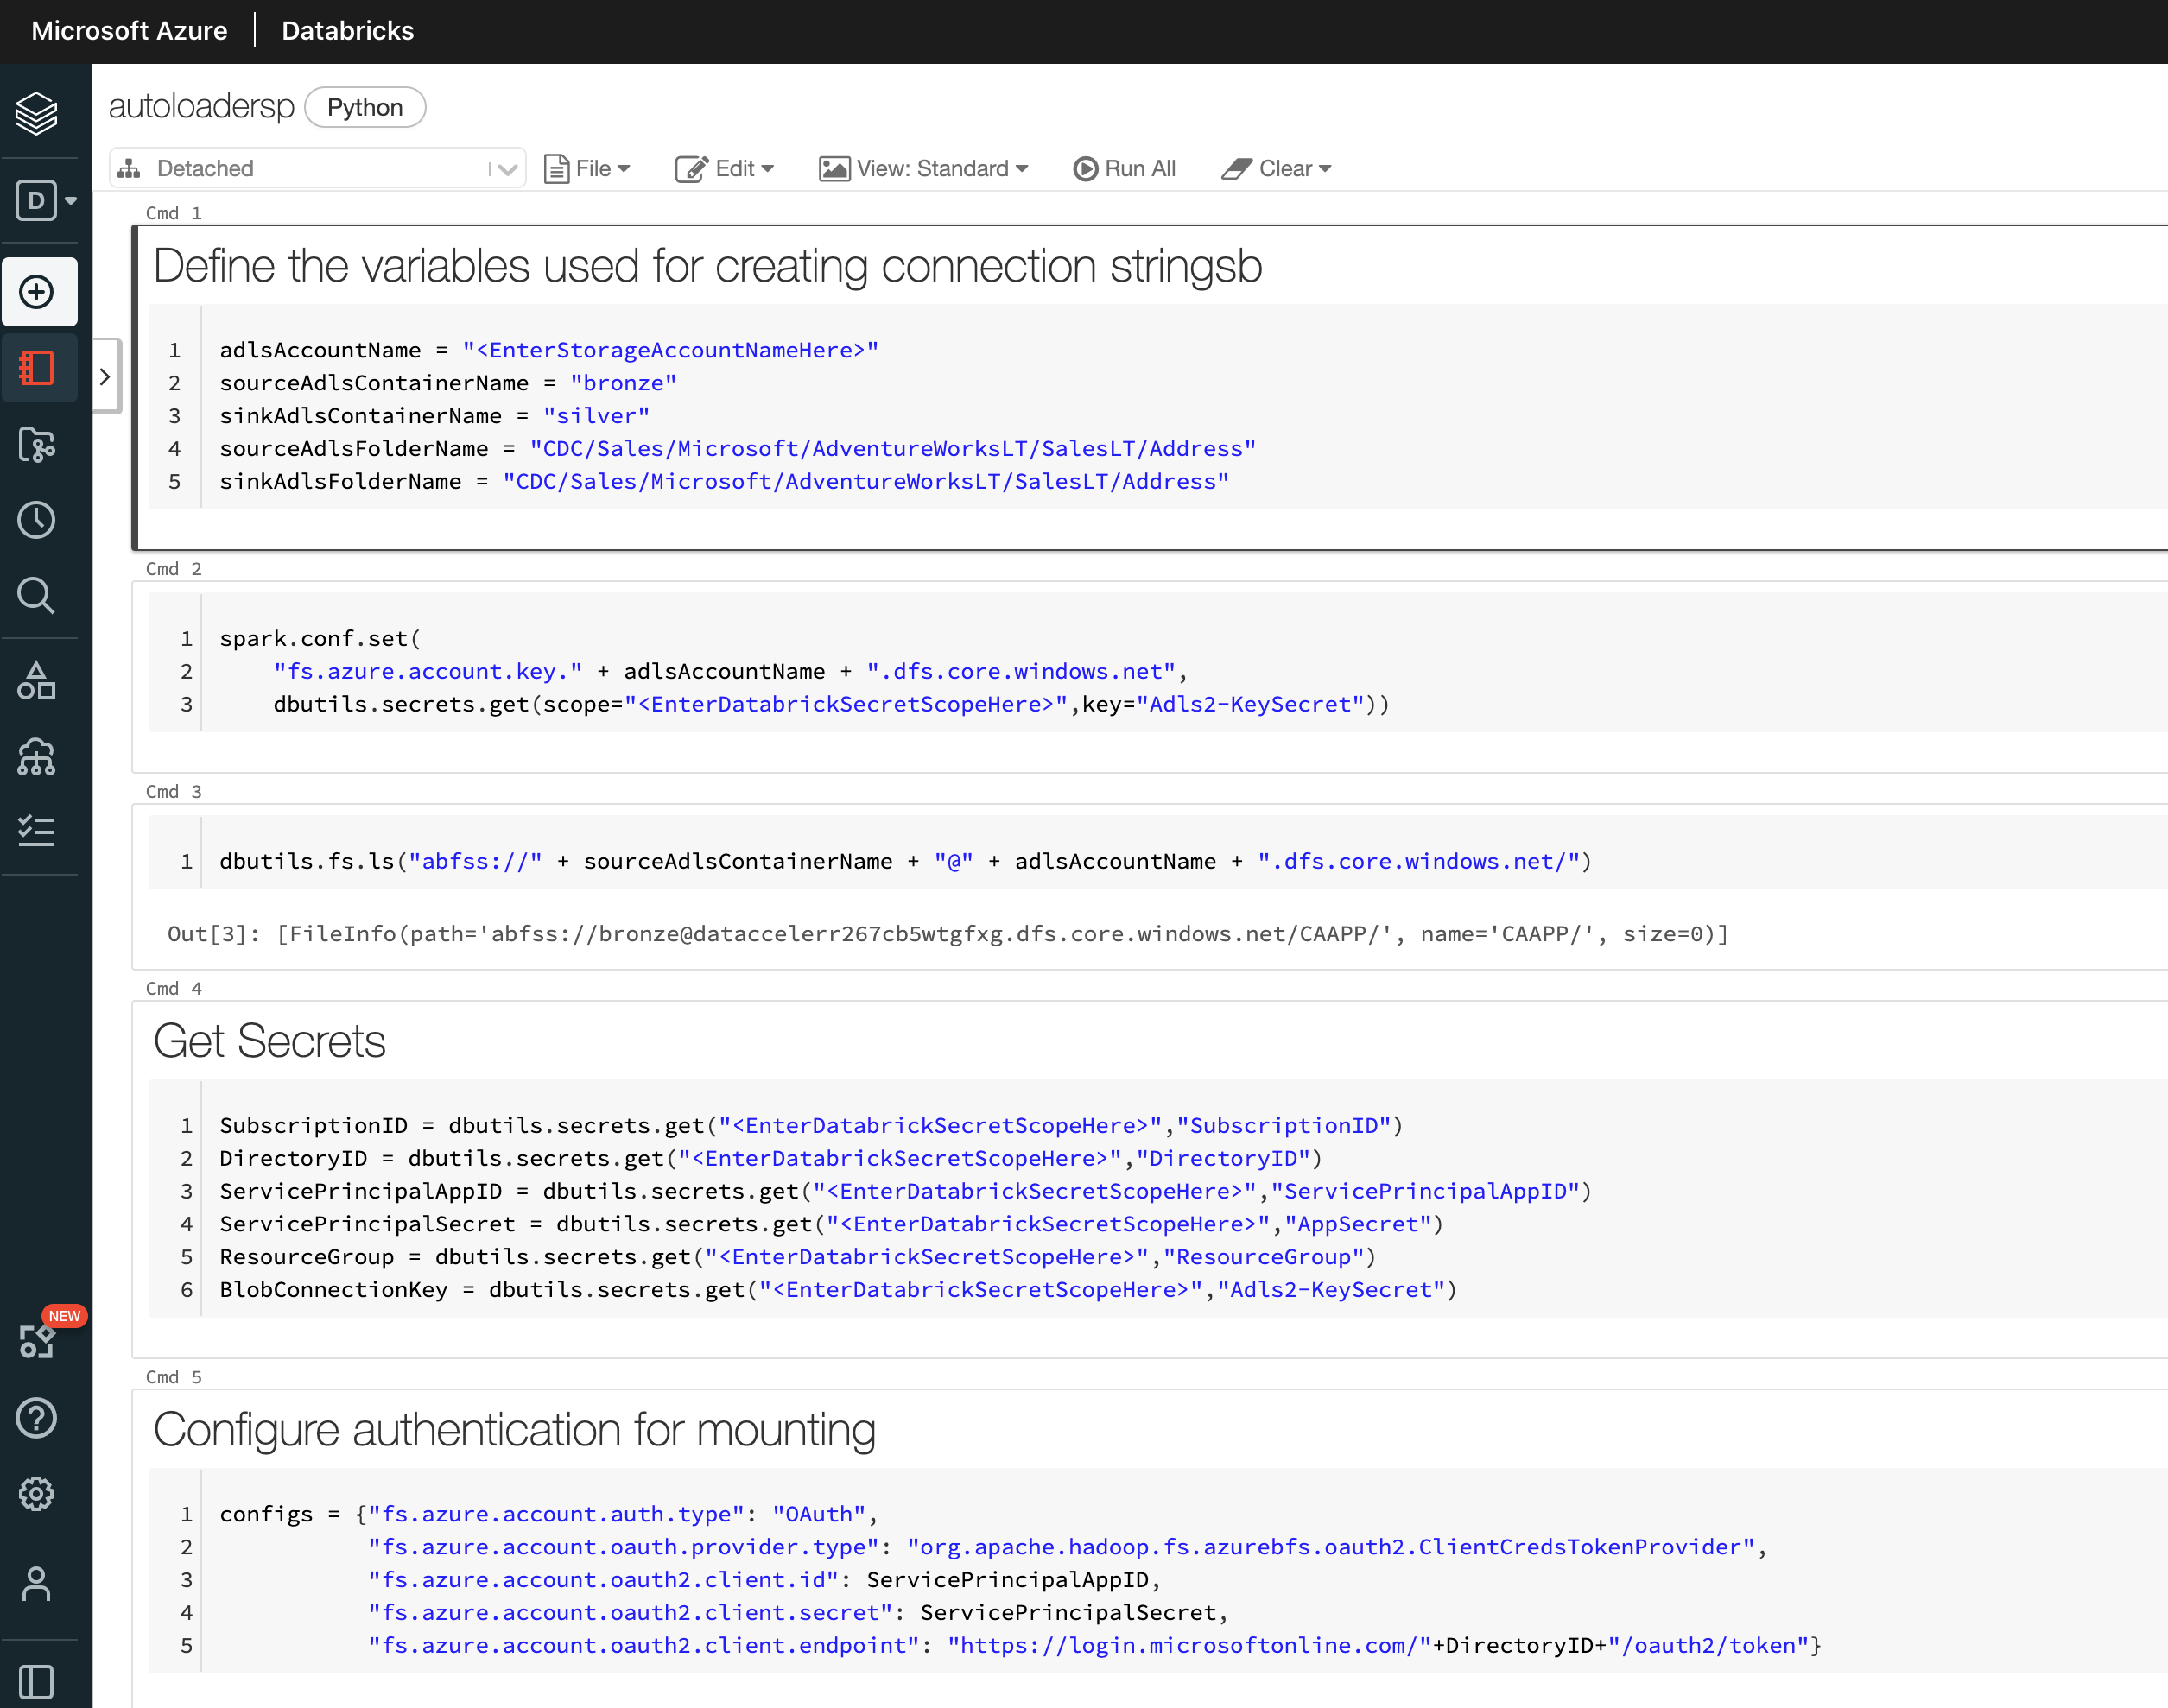 Microsoft Azure | Databricks
autoloadersp Python
Detached File Edit View: Standard Run All Clear
D
Cmd 1
Define the variables used for creating connection stringsb
1 adlsAccountName = "<EnterStorageAccountNameHere>"
2 sourceAdlsContainerName = "bronze"
3 sinkAdlsContainerName = "silver"
4 sourceAdlsFolderName = "CDC/Sales/Microsoft/AdventureWorksLT/SalesLT/Address"
5 sinkAdlsFolderName = "CDC/Sales/Microsoft/AdventureWorksLT/SalesLT/Address"
Cmd 2
1 spark.conf.set(
2     "fs.azure.account.key." + adlsAccountName + ".dfs.core.windows.net",
3     dbutils.secrets.get(scope="<EnterDatabrickSecretScopeHere>",key="Adls2-KeySecret"))
Cmd 3
1 dbutils.fs.ls("abfss://" + sourceAdlsContainerName + "@" + adlsAccountName + ".dfs.core.windows.net/")
Out[3]: [FileInfo(path='abfss://bronze@dataccelerr267cb5wtgfxg.dfs.core.windows.net/CAAPP/', name='CAAPP/', size=0)]
Cmd 4
Get Secrets
1 SubscriptionID = dbutils.secrets.get("<EnterDatabrickSecretScopeHere>","SubscriptionID")
2 DirectoryID = dbutils.secrets.get("<EnterDatabrickSecretScopeHere>","DirectoryID")
3 ServicePrincipalAppID = dbutils.secrets.get("<EnterDatabrickSecretScopeHere>","ServicePrincipalAppID")
4 ServicePrincipalSecret = dbutils.secrets.get("<EnterDatabrickSecretScopeHere>","AppSecret")
5 ResourceGroup = dbutils.secrets.get("<EnterDatabrickSecretScopeHere>","ResourceGroup")
6 BlobConnectionKey = dbutils.secrets.get("<EnterDatabrickSecretScopeHere>","Adls2-KeySecret")
NEW
Cmd 5
Configure authentication for mounting
1 configs = {"fs.azure.account.auth.type": "OAuth",
2            "fs.azure.account.oauth.provider.type": "org.apache.hadoop.fs.azurebfs.oauth2.ClientCredsTokenProvider",
3            "fs.azure.account.oauth2.client.id": ServicePrincipalAppID,
4            "fs.azure.account.oauth2.client.secret": ServicePrincipalSecret,
5            "fs.azure.account.oauth2.client.endpoint": "https://login.microsoftonline.com/"+DirectoryID+"/oauth2/token"}